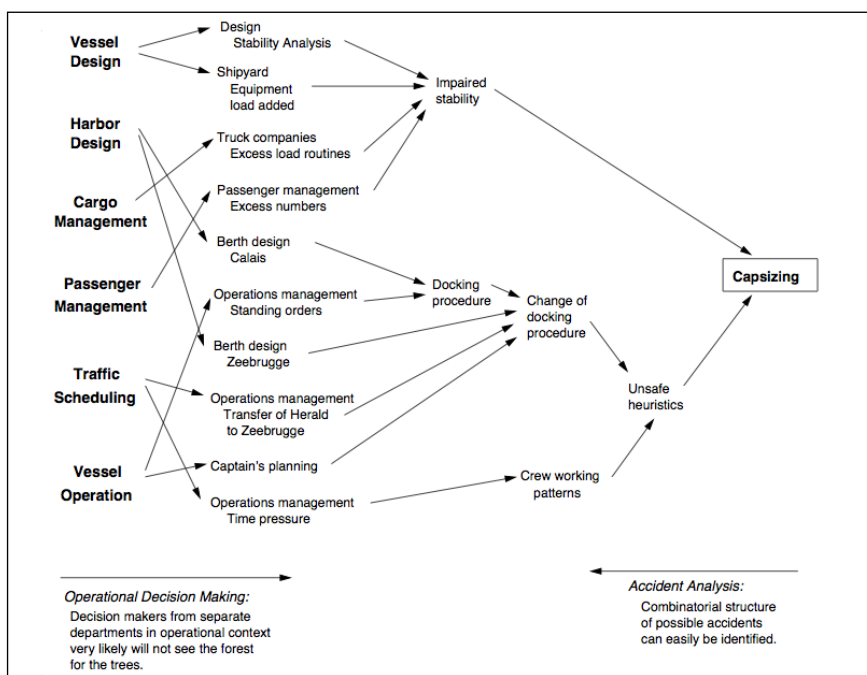 Vessel
Design
Harbor
Design
Cargo
Management
Passenger
Management
Traffic
Scheduling
Vessel
Operation
Design
Stability Analysis
Shipyard
Equipment
load added
Truck companies
Excess load routines
Passenger management
Excess numbers
Berth design
Calais
Operations management
Standing orders
Berth design
Zeebrugge
Operations management
Transfer of Herald
to Zeebrugge
Captain's planning
Operations management
Time pressure
Impaired
stability
Docking
procedure
Change of
docking
procedure
Unsafe
heuristics
Crew working
patterns
Capsizing
Operational Decision Making:
Decision makers from separate
departments in operational context
very likely will not see the forest
for the trees.
Accident Analysis:
Combinatorial structure
of possible accidents
can easily be identified.